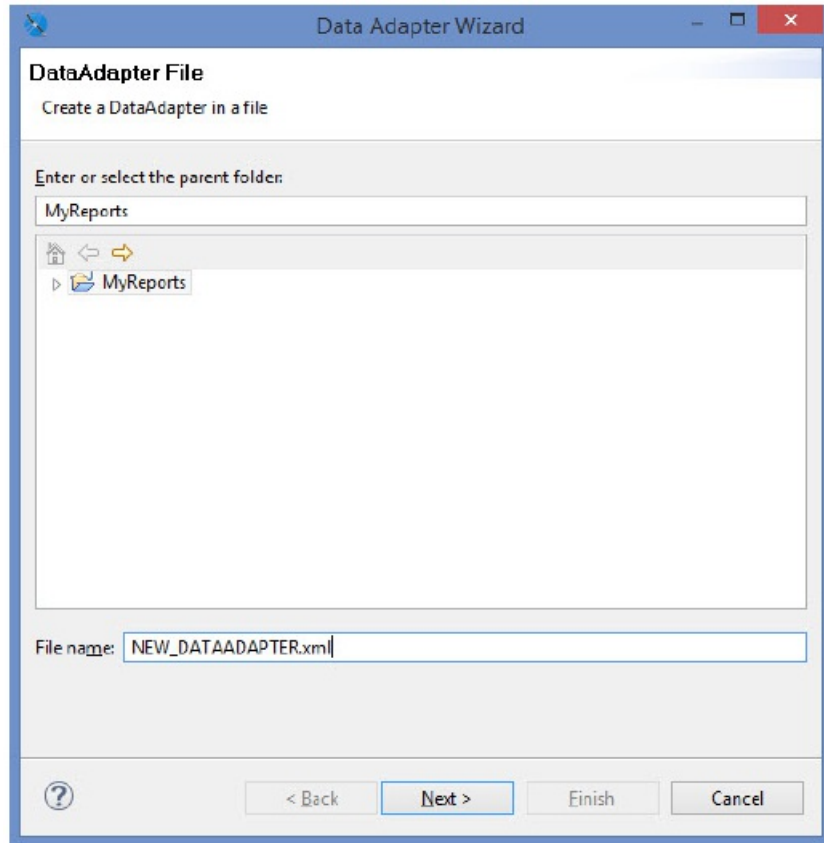 Data Adapter Wizard
DataAdapter File
Create a DataAdapter in a file
Enter or select the parent folder:
MyReports
MyReports
File name: NEW_DATAADAPTER.xml
? < Back Next > Finish Cancel